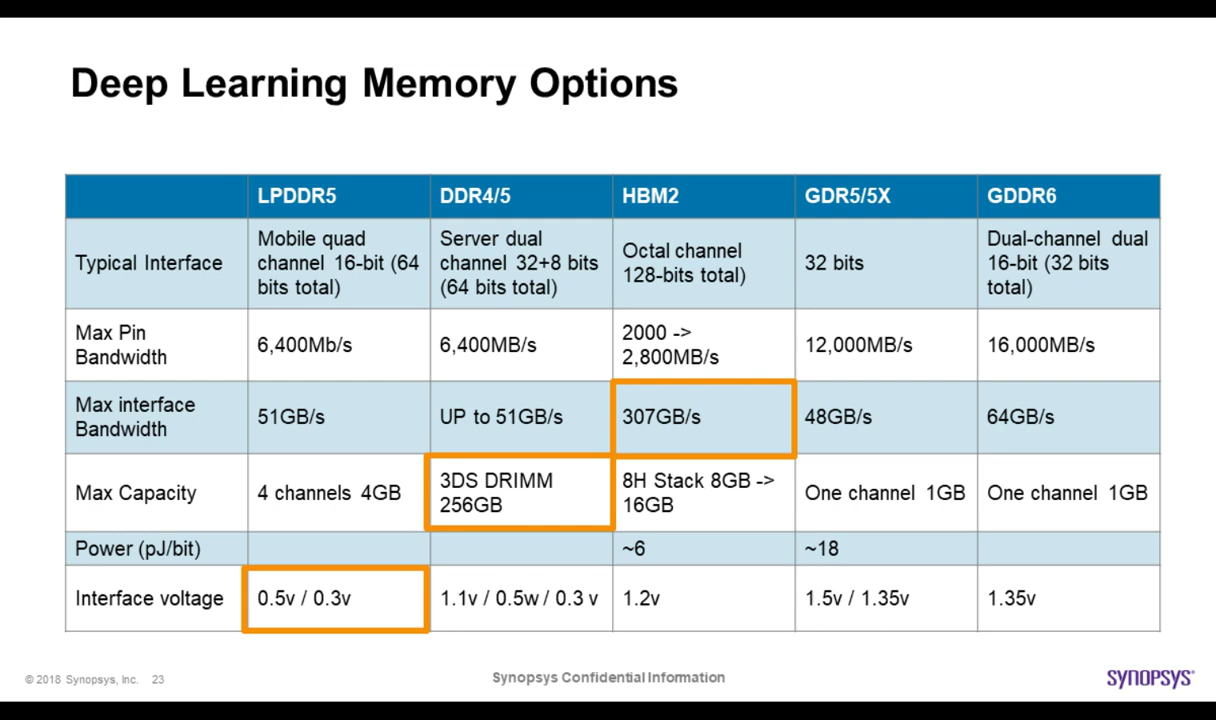 Deep Learning Memory Options
LPDDR5 DDR4/5 HBM2 GDR5/5X GDDR6
Typical Interface
Mobile quad
channel 16-bit (64
bits total)
Server dual
channel 32+8 bits
(64 bits total)
Octal channel
128-bits total)
32 bits
Dual-channel dual
16-bit (32 bits
total)
Max Pin
Bandwidth
6,400Mb/s
6,400MB/s
2000 ->
2,800MB/s
12,000MB/s
16,000MB/s
Max interface
Bandwidth
51GB/s
UP to 51GB/s
307GB/s
48GB/s
64GB/s
Max Capacity
4 channels 4GB
3DS DRIMM
256GB
8H Stack 8GB ->
16GB
One channel 1GB
One channel 1GB
Power (pJ/bit)
~6
~18
Interface voltage
0.5v / 0.3v
1.1v / 0.5w / 0.3 v
1.2v
1.5v / 1.35v
1.35v
© 2018 Synopsys, Inc. 23
Synopsys Confidential Information
SYNOPSYS®